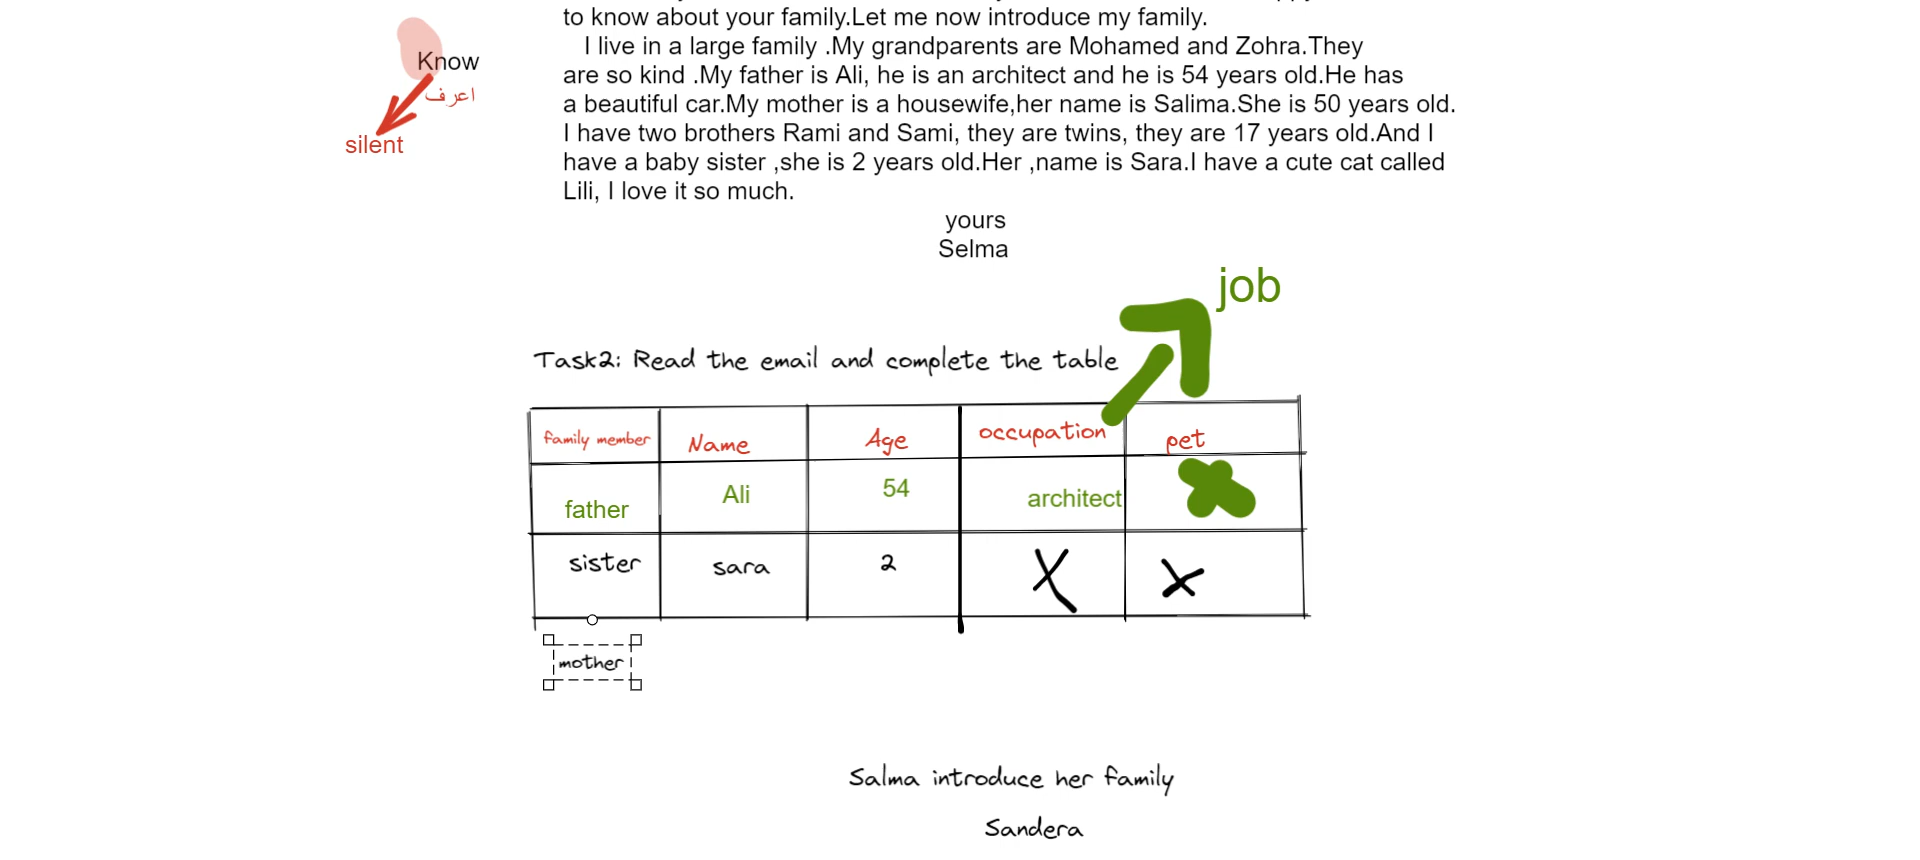 to know about your family.Let me now introduce my family.
I live in a large family .My grandparents are Mohamed and Zohra.They
are so kind .My father is Ali, he is an architect and he is 54 years old.He has
a beautiful car.My mother is a housewife,her name is Salima.She is 50 years old.
I have two brothers Rami and Sami, they are twins, they are 17 years old.And I
have a baby sister ,she is 2 years old.Her ,name is Sara.I have a cute cat called
Lili, I love it so much.
yours
Selma
Know
اعرف
silent
job
Task2: Read the email and complete the table
family member Name Age occupation pet
father Ali 54 architect
sister sara 2 X x
mother
Salma introduce her family
Sandera